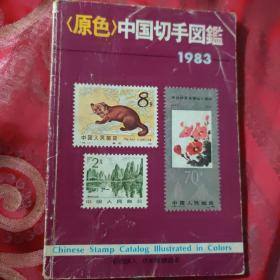 〈原色〉中国切手図鑑
1983
8分
中国人民邮政
2分
中国人民邮政
70分
中国人民邮政
Chinese Stamp Catalog Illustrated in Colors